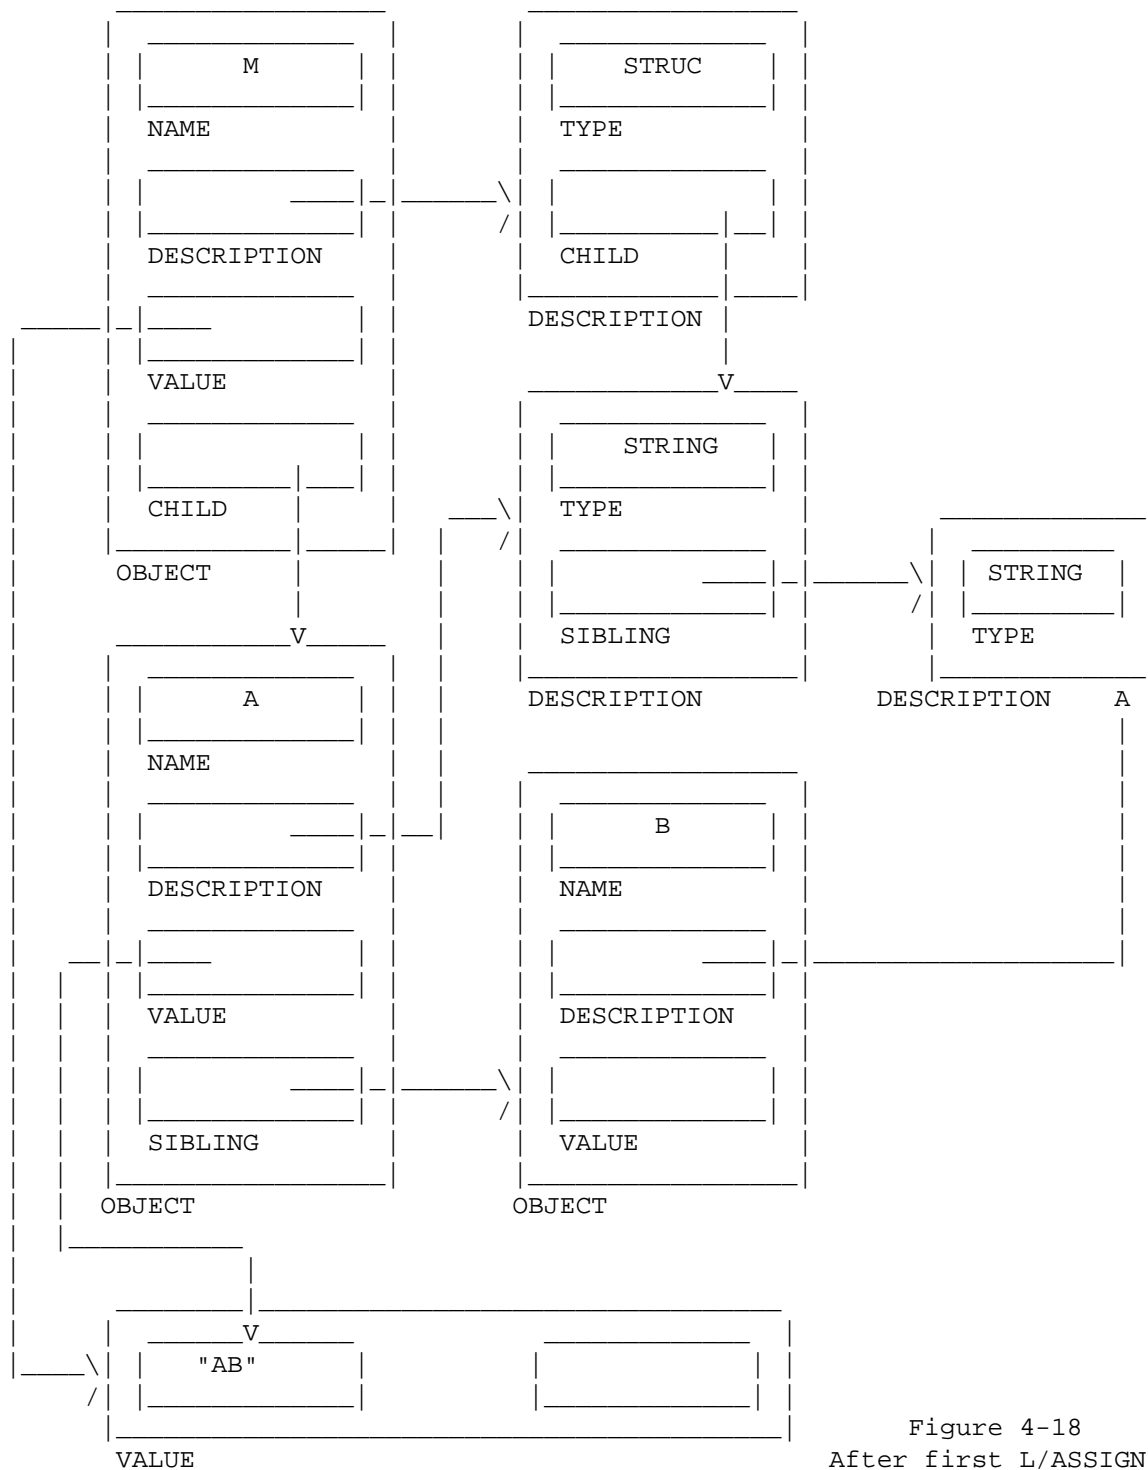 M STRUC
NAME TYPE
DESCRIPTION CHILD
DESCRIPTION
VALUE
STRING
CHILD TYPE
OBJECT STRING
SIBLING TYPE
A DESCRIPTION DESCRIPTION A
NAME
B
DESCRIPTION NAME
VALUE DESCRIPTION
SIBLING VALUE
OBJECT OBJECT
V
V
V
V
"AB"
Figure 4-18
VALUE After first L/ASSIGN